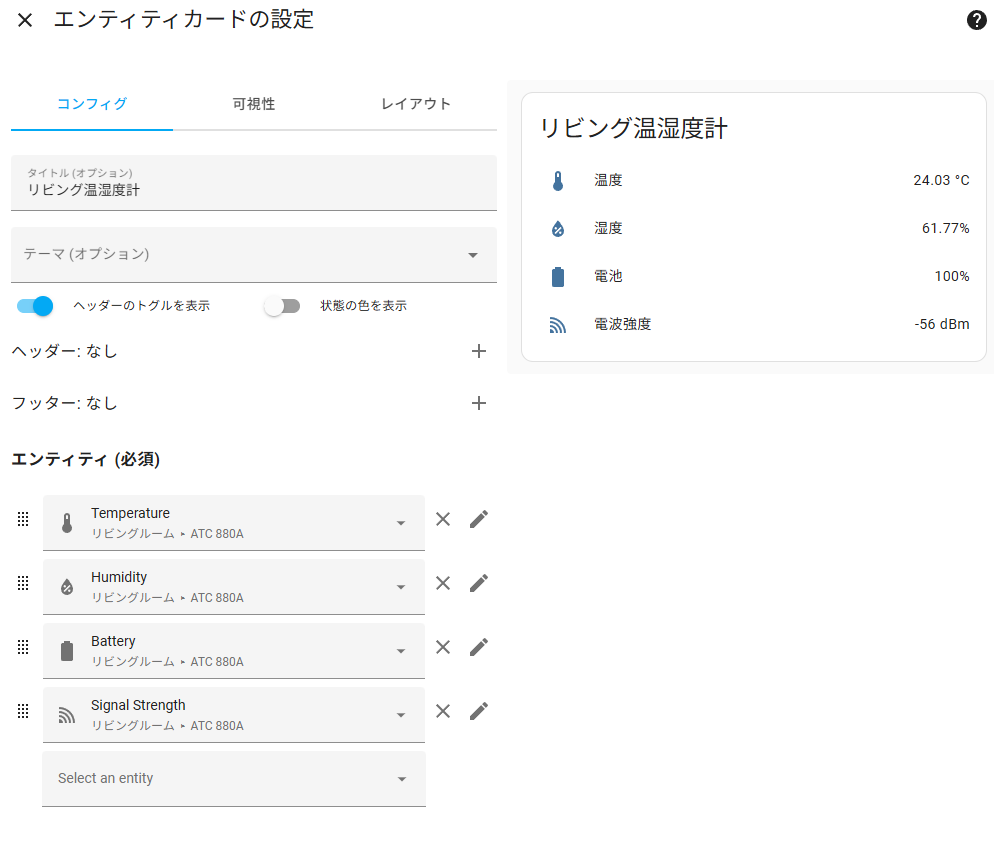 エンティティカードの設定
コンフィグ
可視性
レイアウト
タイトル (オプション)
リビング温湿度計
テーマ (オプション)
ヘッダーのトグルを表示
状態の色を表示
ヘッダー: なし
フッター: なし
エンティティ (必須)
Temperature
リビングルーム ▸ ATC 880A
Humidity
リビングルーム ▸ ATC 880A
Battery
リビングルーム ▸ ATC 880A
Signal Strength
リビングルーム ▸ ATC 880A
Select an entity
リビング温湿度計
温度 24.03 °C
湿度 61.77%
電池 100%
電波強度 -56 dBm